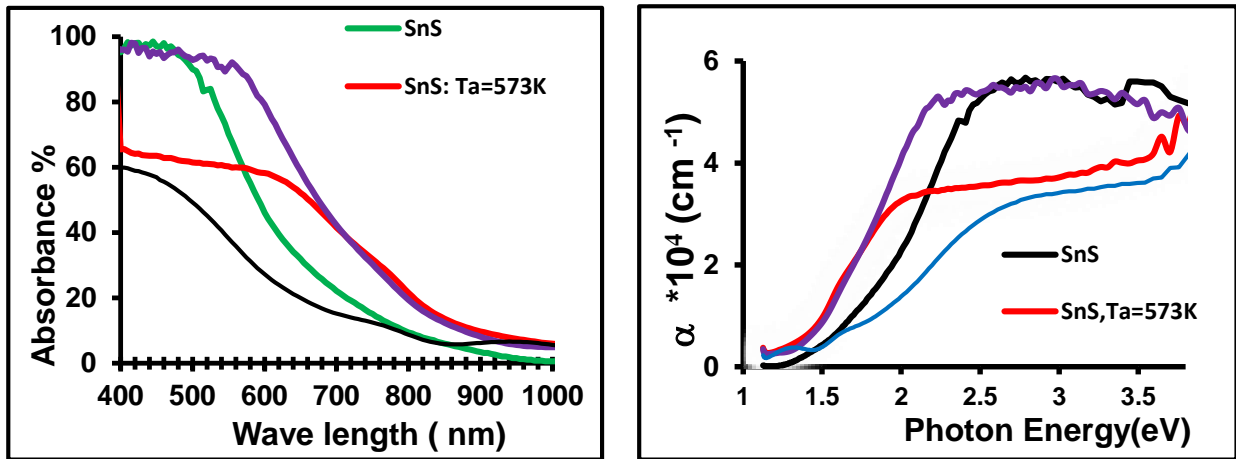 SnS
SnS: Ta=573K
Absorbance %
100
80
60
40
20
0
400 500 600 700 800 900 1000
Wave length ( nm)
α *10⁴ (cm ⁻¹)
6
4
2
0
SnS
SnS,Ta=573K
1 1.5 2 2.5 3 3.5
Photon Energy(eV)